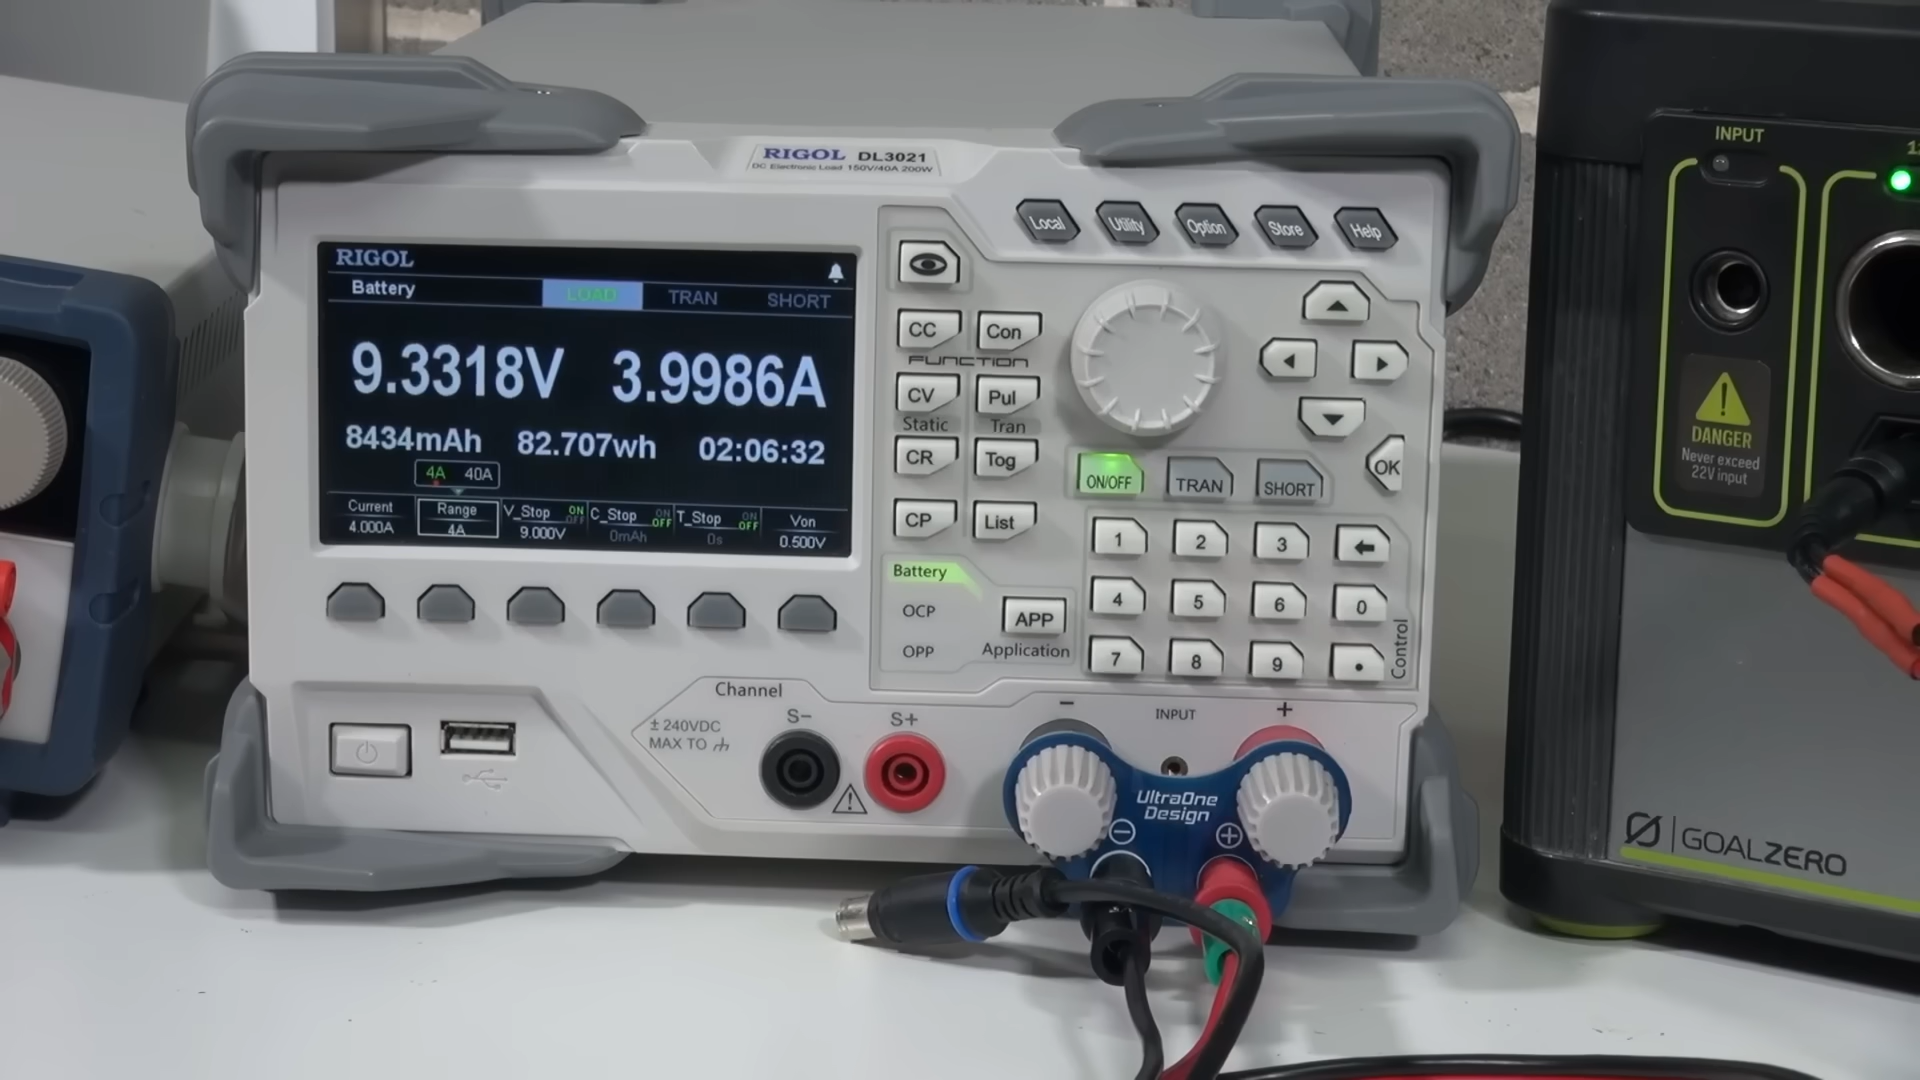 RIGOL DL3021
DC Electronic Load 150V/40A 200W
RIGOL
Battery LOAD TRAN SHORT
9.3318V 3.9986A
8434mAh 82.707wh 02:06:32
4A 40A
Current Range V_Stop ON OFF C_Stop ON OFF T_Stop ON OFF Von
4.000A 4A 9.000V 0mAh 0s 0.500V
Local Utility Option Store Help
CC Con
FUNCTION
CV Pul
Static Tran
CR Tog
CP List
ON/OFF TRAN SHORT
OK
1 2 3
4 5 6 0
7 8 9 .
Control
Battery
OCP
OPP
APP
Application
Channel
± 240VDC
MAX TO
S- S+
- INPUT +
UltraOne
Design
- +
INPUT
DANGER
Never exceed
22V input
GOALZERO